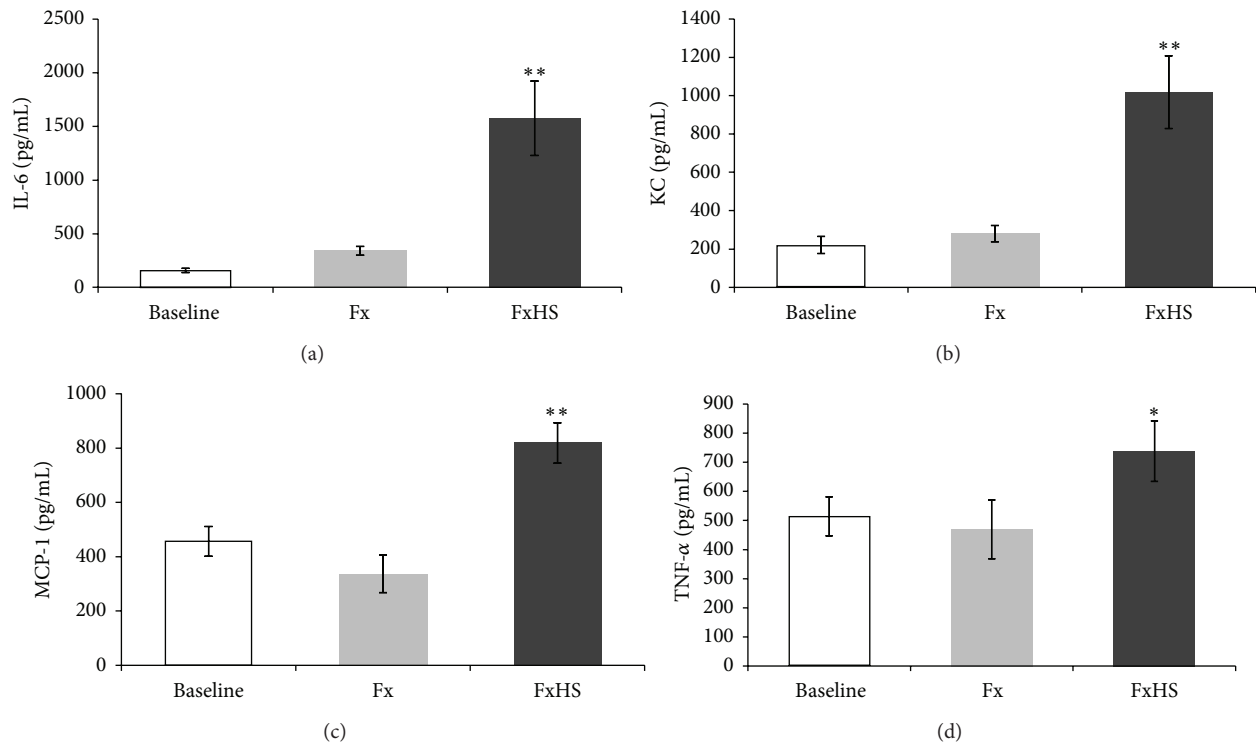 2500
2000
1500
1000
500
0
IL-6 (pg/mL)
**
Baseline Fx FxHS
(a)
1400
1200
1000
800
600
400
200
0
KC (pg/mL)
**
Baseline Fx FxHS
(b)
1000
800
600
400
200
0
MCP-1 (pg/mL)
**
Baseline Fx FxHS
(c)
900
800
700
600
500
400
300
200
100
0
TNF-α (pg/mL)
*
Baseline Fx FxHS
(d)